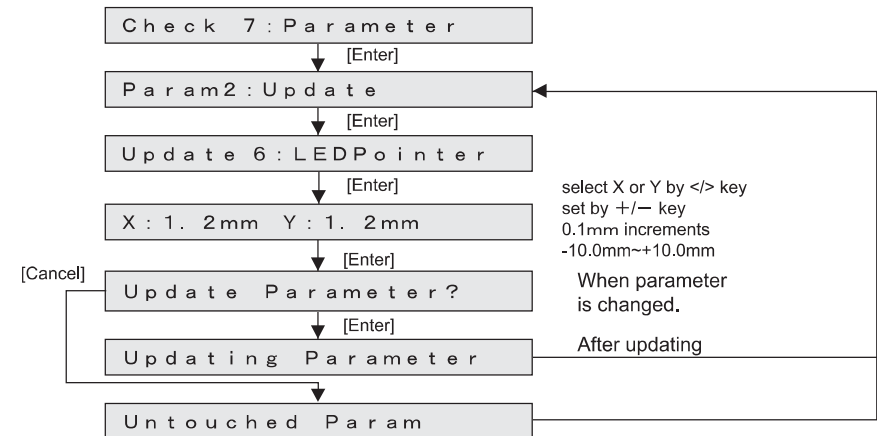 Check 7:Parameter
[Enter]
Param2:Update
[Enter]
Update 6:LEDPointer
[Enter]
X:1. 2mm Y:1. 2mm
select X or Y by </> key
set by +/− key
0.1mm increments
-10.0mm~+10.0mm
[Enter]
[Cancel]
Update Parameter?
When parameter
is changed.
[Enter]
Updating Parameter
After updating
Untouched Param